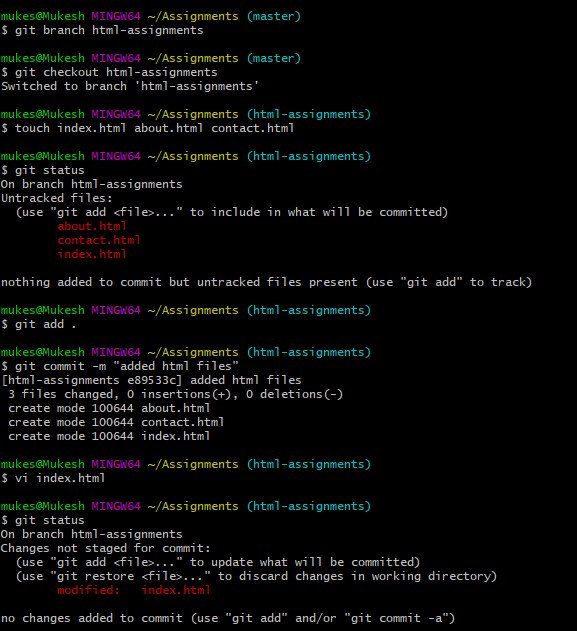 mukes@Mukesh MINGW64 ~/Assignments (master)
$ git branch html-assignments

mukes@Mukesh MINGW64 ~/Assignments (master)
$ git checkout html-assignments
Switched to branch 'html-assignments'

mukes@Mukesh MINGW64 ~/Assignments (html-assignments)
$ touch index.html about.html contact.html

mukes@Mukesh MINGW64 ~/Assignments (html-assignments)
$ git status
On branch html-assignments
Untracked files:
  (use "git add <file>..." to include in what will be committed)
        about.html
        contact.html
        index.html

nothing added to commit but untracked files present (use "git add" to track)

mukes@Mukesh MINGW64 ~/Assignments (html-assignments)
$ git add .

mukes@Mukesh MINGW64 ~/Assignments (html-assignments)
$ git commit -m "added html files"
[html-assignments e89533c] added html files
 3 files changed, 0 insertions(+), 0 deletions(-)
 create mode 100644 about.html
 create mode 100644 contact.html
 create mode 100644 index.html

mukes@Mukesh MINGW64 ~/Assignments (html-assignments)
$ vi index.html

mukes@Mukesh MINGW64 ~/Assignments (html-assignments)
$ git status
On branch html-assignments
Changes not staged for commit:
  (use "git add <file>..." to update what will be committed)
  (use "git restore <file>..." to discard changes in working directory)
        modified:   index.html

no changes added to commit (use "git add" and/or "git commit -a")